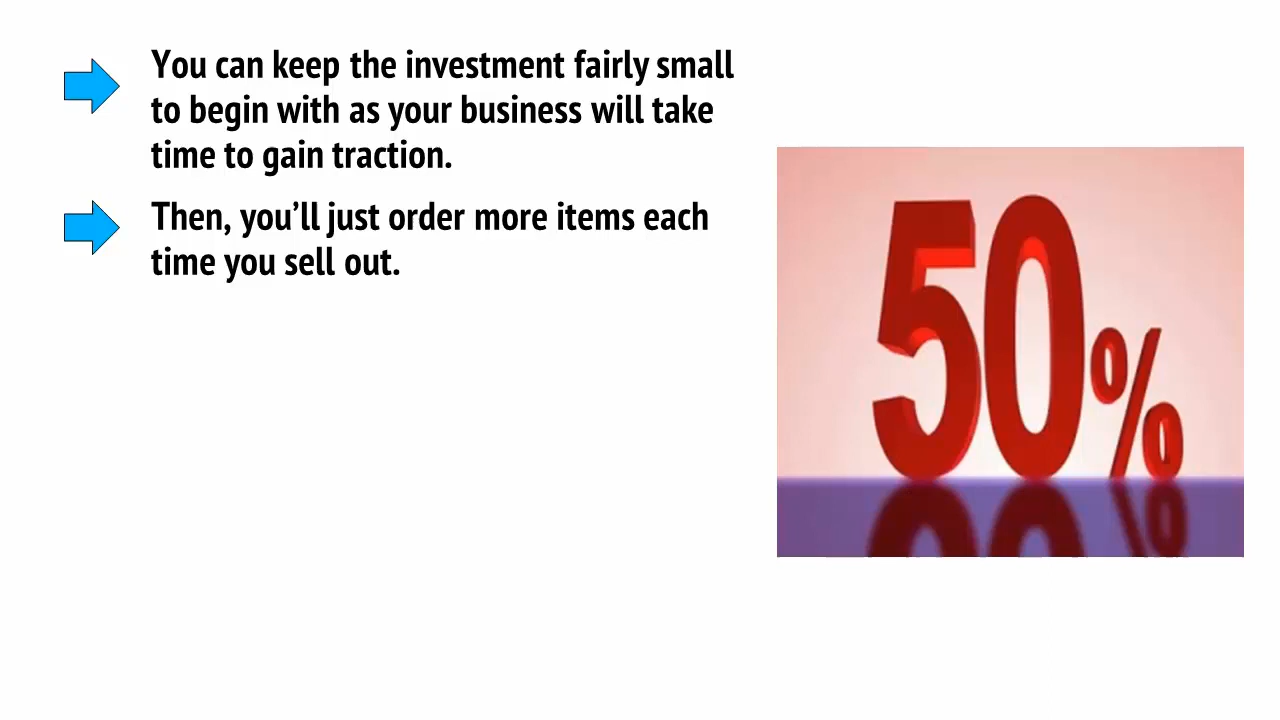 You can keep the investment fairly small
to begin with as your business will take
time to gain traction.
Then, you’ll just order more items each
time you sell out.
50%